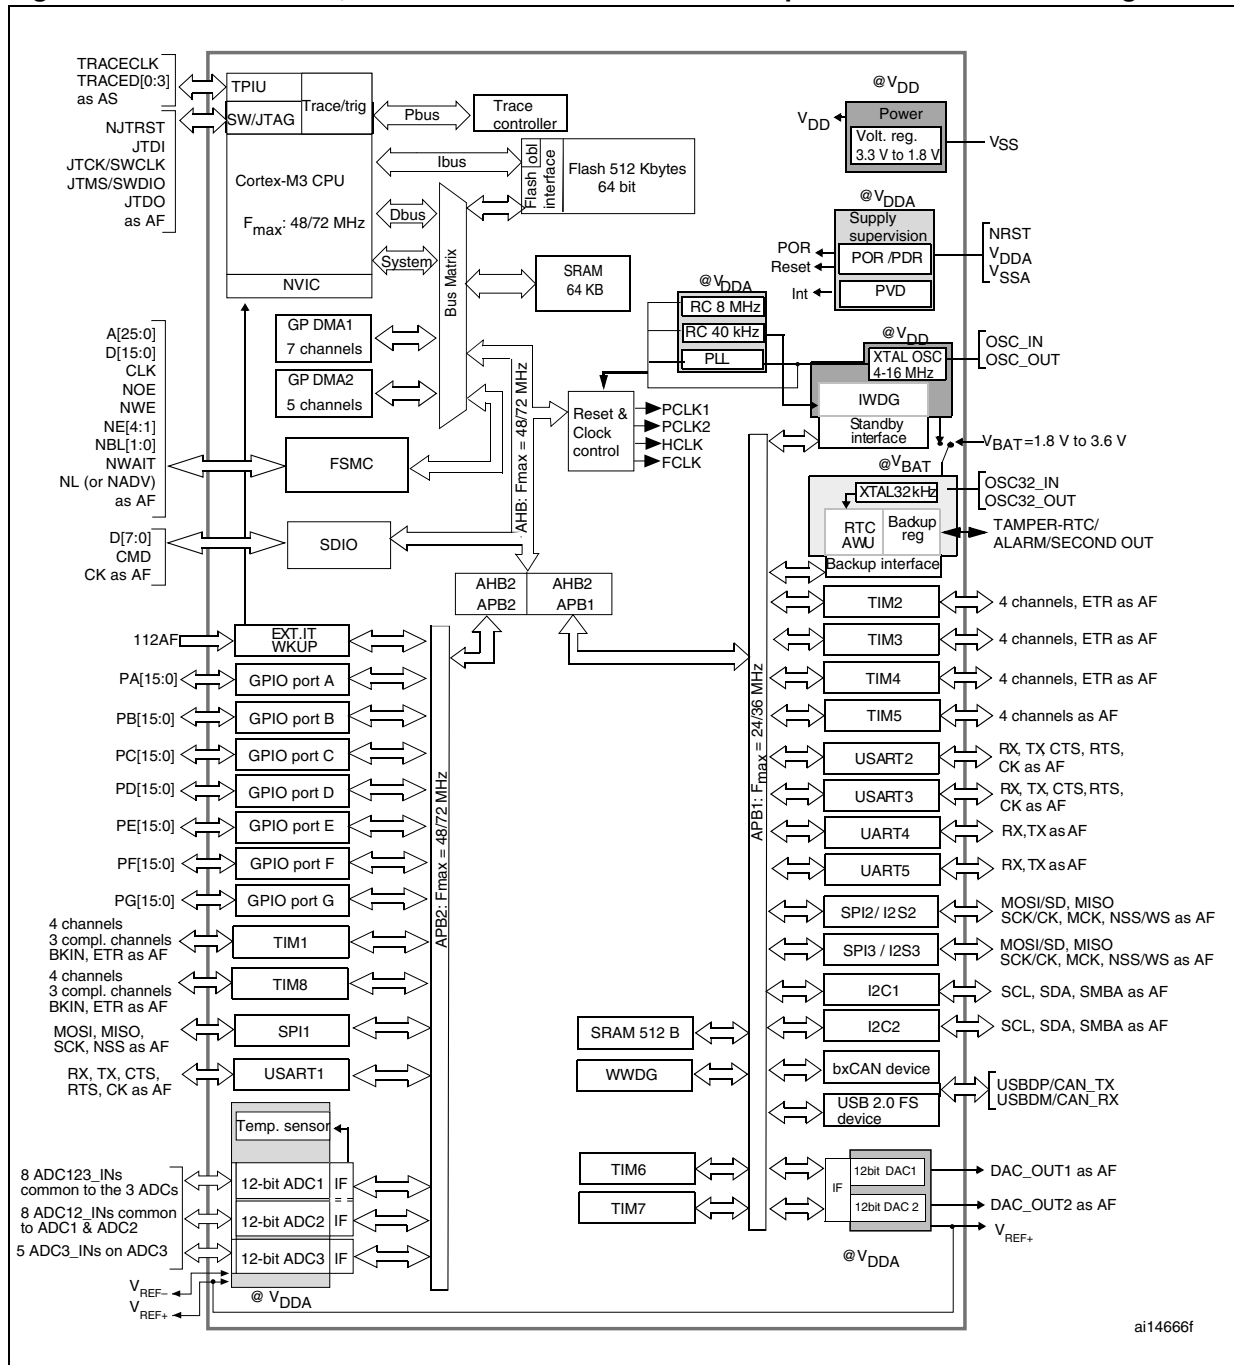 TRACECLK
TRACED[0:3]
as AS
NJTRST
JTDI
JTCK/SWCLK
JTMS/SWDIO
JTDO
as AF
TPIU
SW/JTAG
Trace/trig
Pbus
Trace
controller
Cortex-M3 CPU
Fmax: 48/72 MHz
NVIC
Ibus
Dbus
System
Flash obl
interface
Flash 512 Kbytes
64 bit
Bus Matrix
SRAM
64 KB
GP DMA1
7 channels
GP DMA2
5 channels
@VDD
VDD
Power
Volt. reg.
3.3 V to 1.8 V
VSS
@VDDA
Supply
supervision
POR
Reset
POR /PDR
Int
PVD
NRST
VDDA
VSSA
@VDDA
RC 8 MHz
RC 40 kHz
PLL
@VDD
XTAL OSC
4-16 MHz
OSC_IN
OSC_OUT
IWDG
Standby
interface
VBAT=1.8 V to 3.6 V
Reset &
Clock
control
PCLK1
PCLK2
HCLK
FCLK
@VBAT
XTAL32kHz
OSC32_IN
OSC32_OUT
RTC
AWU
Backup
reg
Backup interface
TAMPER-RTC/
ALARM/SECOND OUT
A[25:0]
D[15:0]
CLK
NOE
NWE
NE[4:1]
NBL[1:0]
NWAIT
NL (or NADV)
as AF
FSMC
D[7:0]
CMD
CK as AF
SDIO
AHB: Fmax = 48/72 MHz
AHB2
APB2
AHB2
APB1
112AF
EXT.IT
WKUP
PA[15:0]
GPIO port A
PB[15:0]
GPIO port B
PC[15:0]
GPIO port C
PD[15:0]
GPIO port D
PE[15:0]
GPIO port E
PF[15:0]
GPIO port F
PG[15:0]
GPIO port G
4 channels
3 compl. channels
BKIN, ETR as AF
TIM1
4 channels
3 compl. channels
BKIN, ETR as AF
TIM8
MOSI, MISO,
SCK, NSS as AF
SPI1
RX, TX, CTS,
RTS, CK as AF
USART1
Temp. sensor
8 ADC123_INs
common to the 3 ADCs
12-bit ADC1
IF
8 ADC12_INs common
to ADC1 & ADC2
12-bit ADC2
IF
5 ADC3_INs on ADC3
12-bit ADC3
IF
VREF–
VREF+
@ VDDA
APB2: Fmax = 48/72 MHz
APB1: Fmax = 24/36 MHz
TIM2
4 channels, ETR as AF
TIM3
4 channels, ETR as AF
TIM4
4 channels, ETR as AF
TIM5
4 channels as AF
USART2
RX, TX, CTS, RTS,
CK as AF
USART3
RX, TX, CTS, RTS,
CK as AF
UART4
RX,TX as AF
UART5
RX,TX as AF
SPI2/ I2S2
MOSI/SD, MISO
SCK/CK, MCK, NSS/WS as AF
SPI3 / I2S3
MOSI/SD, MISO
SCK/CK, MCK, NSS/WS as AF
I2C1
SCL, SDA, SMBA as AF
I2C2
SCL, SDA, SMBA as AF
SRAM 512 B
WWDG
bxCAN device
USB 2.0 FS
device
USBDP/CAN_TX
USBDM/CAN_RX
TIM6
TIM7
IF
12bit DAC1
12bit DAC 2
DAC_OUT1 as AF
DAC_OUT2 as AF
VREF+
@VDDA
ai14666f